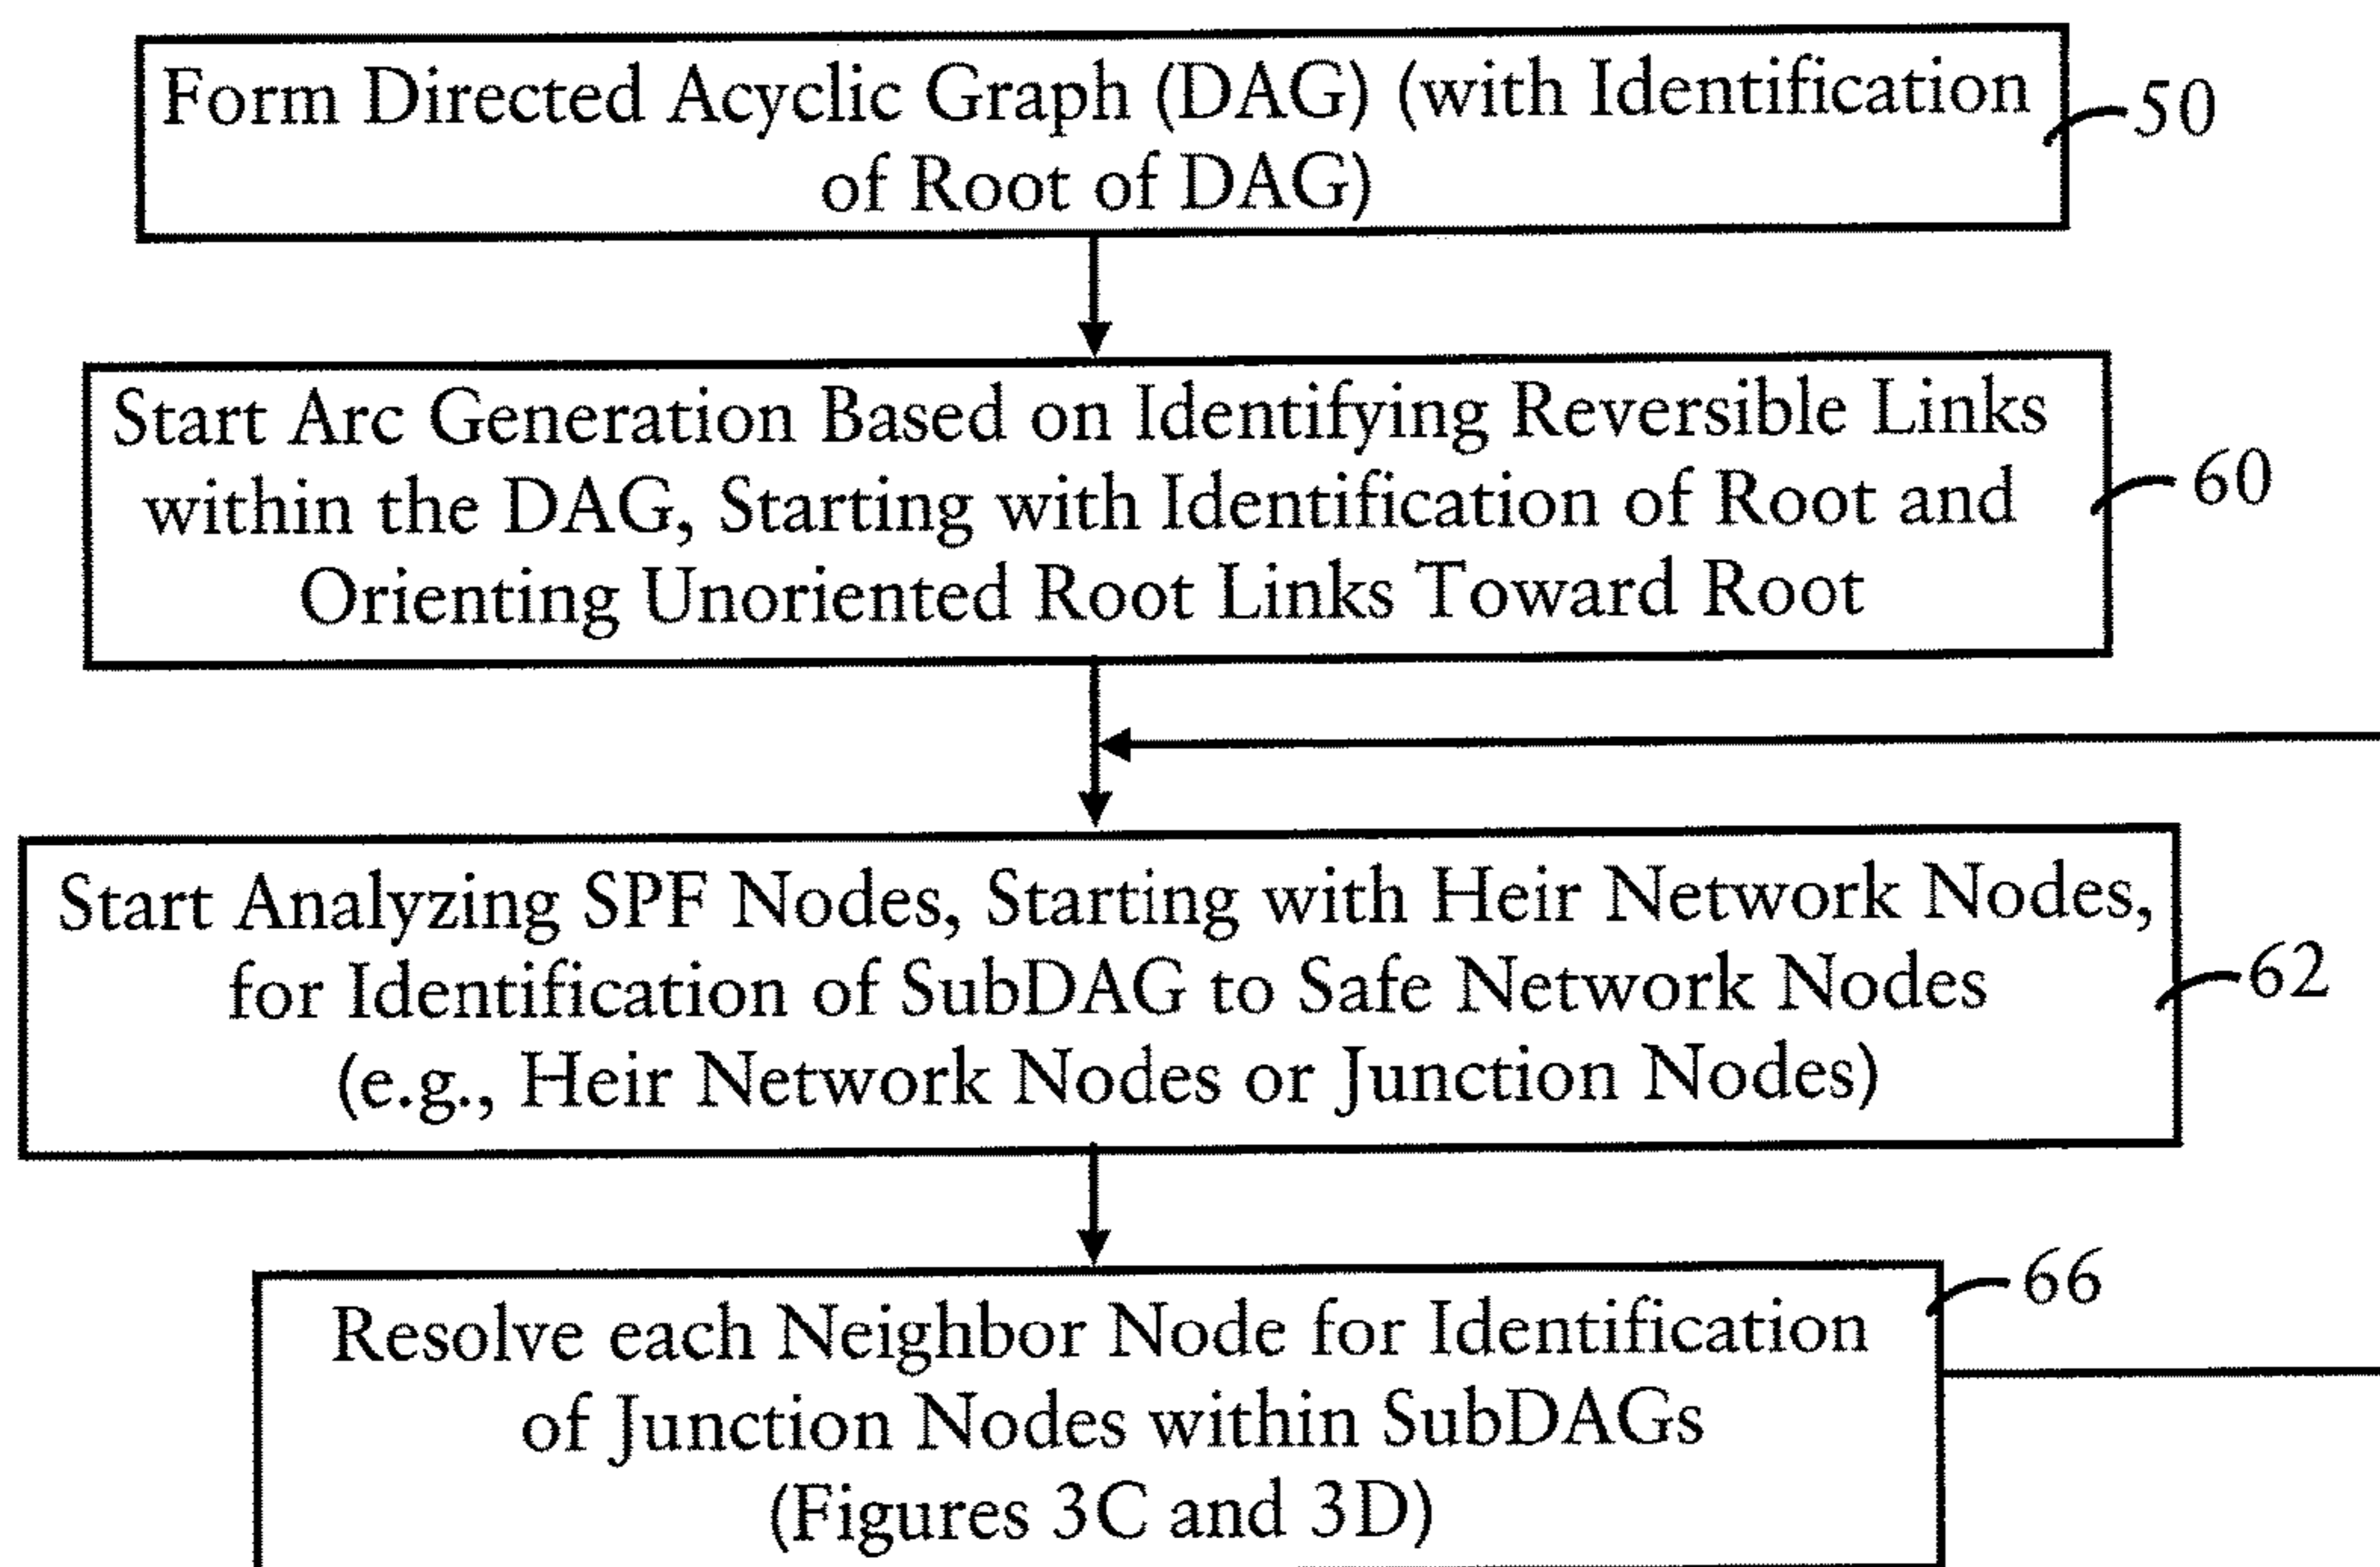 Form Directed Acyclic Graph (DAG) (with Identification
of Root of DAG)
50
Start Arc Generation Based on Identifying Reversible Links
within the DAG, Starting with Identification of Root and
Orienting Unoriented Root Links Toward Root
60
Start Analyzing SPF Nodes, Starting with Heir Network Nodes,
for Identification of SubDAG to Safe Network Nodes
(e.g., Heir Network Nodes or Junction Nodes)
62
Resolve each Neighbor Node for Identification
of Junction Nodes within SubDAGs
(Figures 3C and 3D)
66